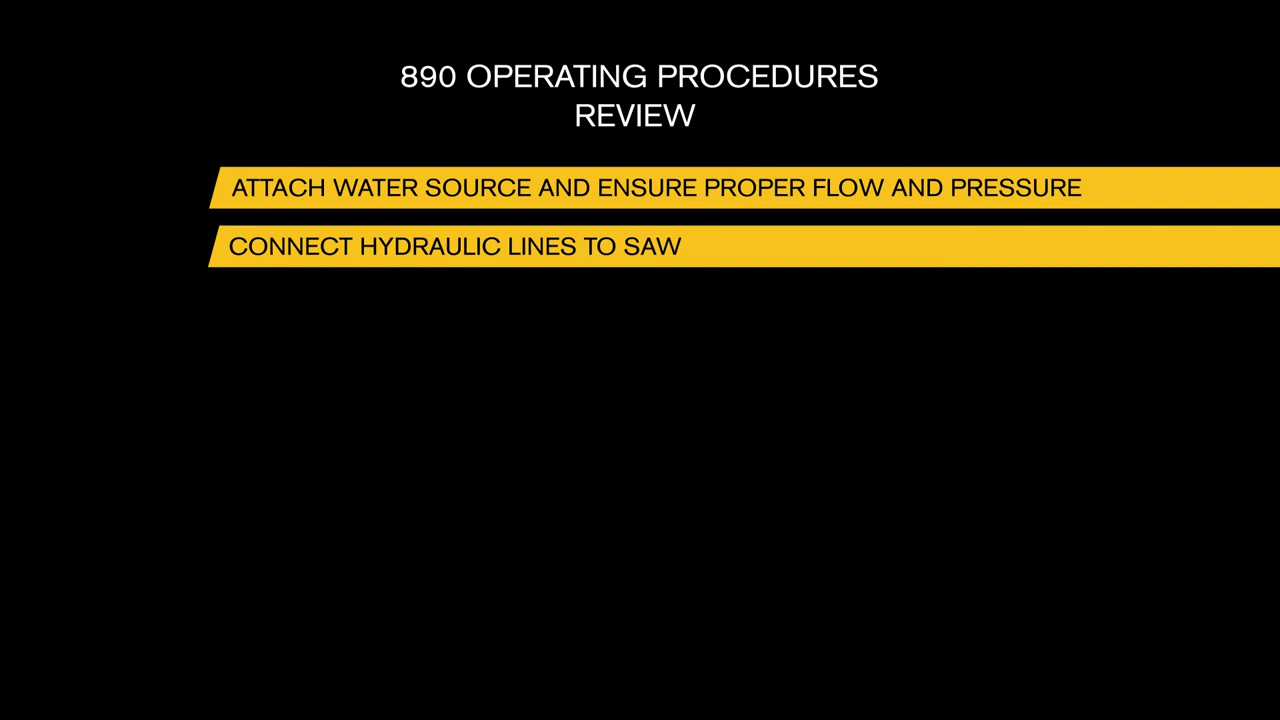 890 OPERATING PROCEDURES
REVIEW
ATTACH WATER SOURCE AND ENSURE PROPER FLOW AND PRESSURE
CONNECT HYDRAULIC LINES TO SAW